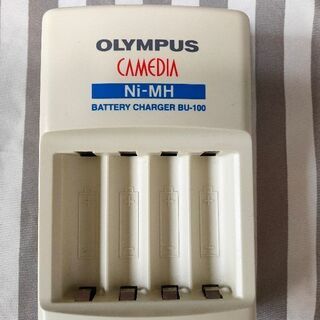 OLYMPUS
CAMEDIA
Ni-MH
BATTERY CHARGER BU-100